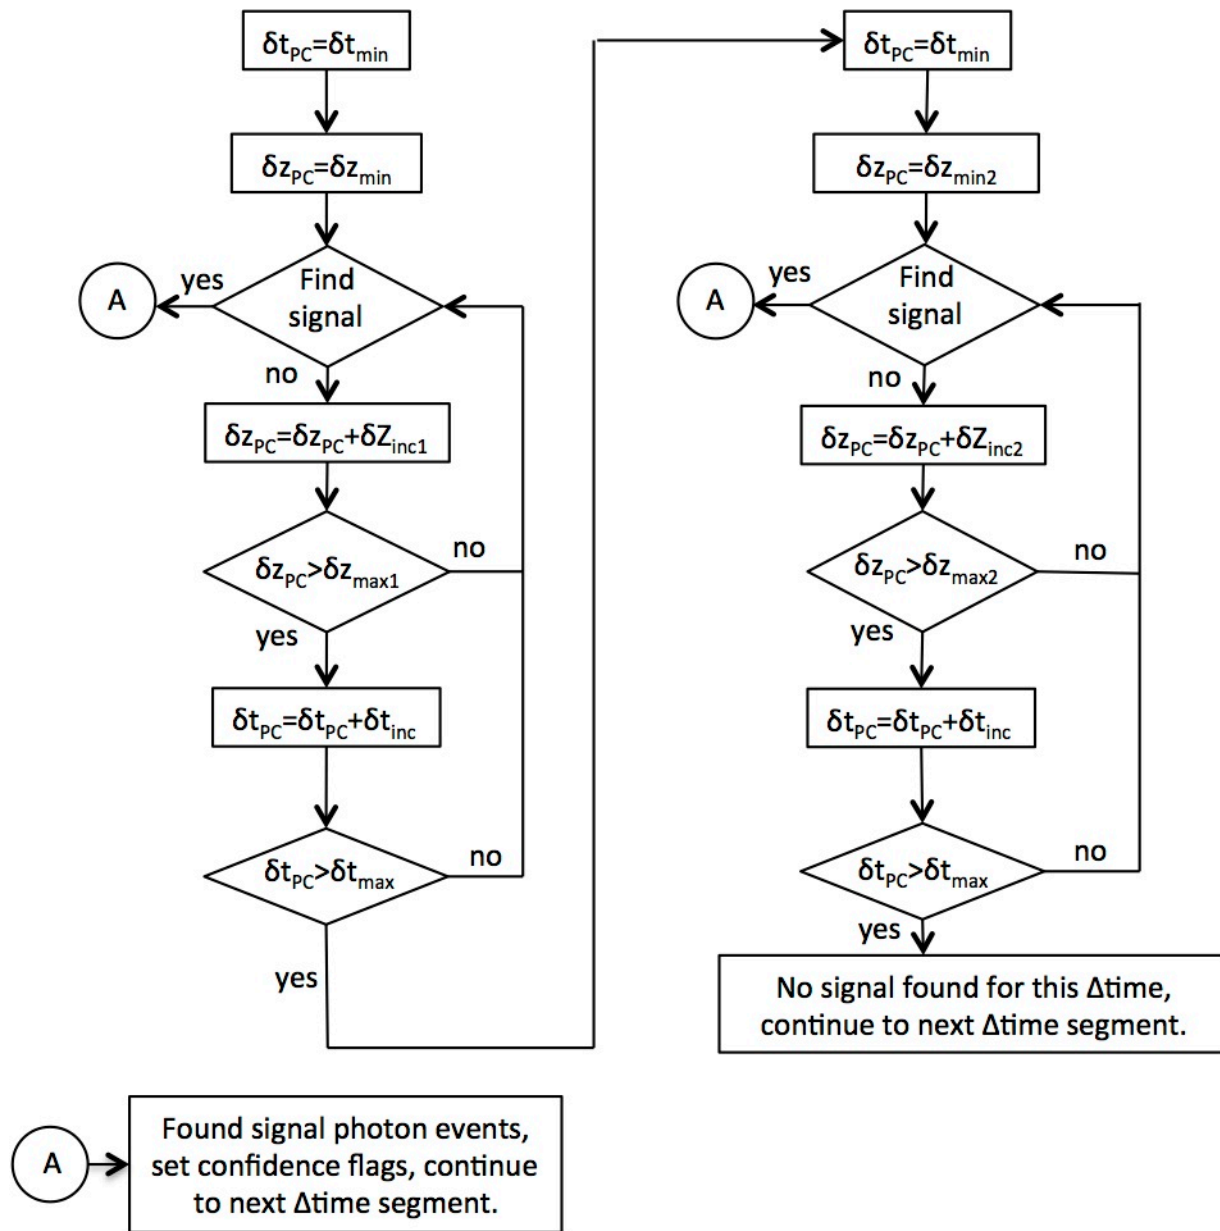 δt_PC=δt_min
δz_PC=δz_min
Find
signal
yes
A
no
δz_PC=δz_PC+δZ_inc1
δz_PC>δz_max1
no
yes
δt_PC=δt_PC+δt_inc
δt_PC>δt_max
no
yes
δt_PC=δt_min
δz_PC=δz_min2
Find
signal
yes
A
no
δz_PC=δz_PC+δZ_inc2
δz_PC>δz_max2
no
yes
δt_PC=δt_PC+δt_inc
δt_PC>δt_max
no
yes
No signal found for this Δtime,
continue to next Δtime segment.
A
Found signal photon events,
set confidence flags, continue
to next Δtime segment.